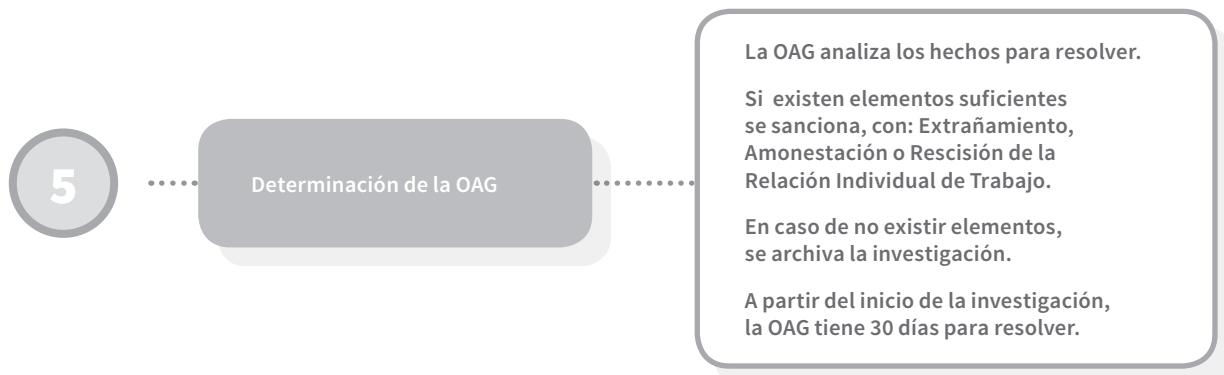 5
Determinación de la OAG
La OAG analiza los hechos para resolver.
Si existen elementos suficientes
se sanciona, con: Extrañamiento,
Amonestación o Rescisión de la
Relación Individual de Trabajo.
En caso de no existir elementos,
se archiva la investigación.
A partir del inicio de la investigación,
la OAG tiene 30 días para resolver.